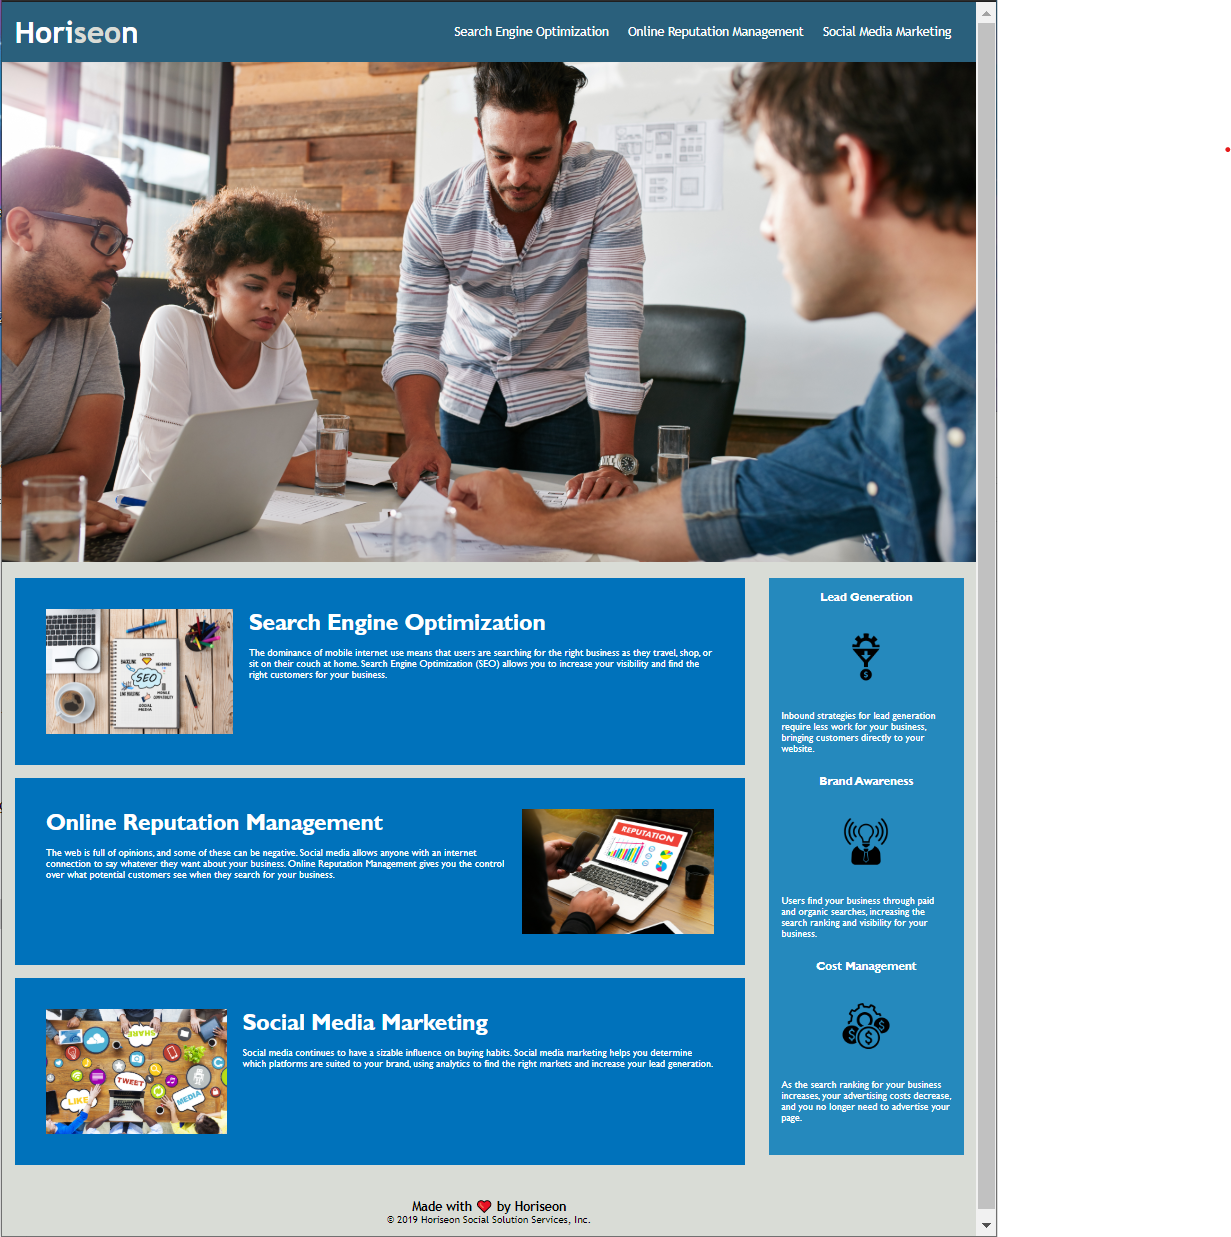 Horiseon
Search Engine Optimization Online Reputation Management Social Media Marketing
Search Engine Optimization
The dominance of mobile internet use means that users are searching for the right business as they travel, shop, or
sit on their couch at home. Search Engine Optimization (SEO) allows you to increase your visibility and find the
right customers for your business.
CONTENT
SEO
SOCIAL
MEDIA
Online Reputation Management
The web is full of opinions, and some of these can be negative. Social media allows anyone with an internet
connection to say whatever they want about your business. Online Reputation Management gives you the control
over what potential customers see when they search for your business.
REPUTATION
Social Media Marketing
Social media continues to have a sizable influence on buying habits. Social media marketing helps you determine
which platforms are suited to your brand, using analytics to find the right markets and increase your lead generation.
SHARE
TWEET
LIKE
MEDIA
Lead Generation
Inbound strategies for lead generation
require less work for your business,
bringing customers directly to your
website.
Brand Awareness
Users find your business through paid
and organic searches, increasing the
search ranking and visibility for your
business.
Cost Management
As the search ranking for your business
increases, your advertising costs decrease,
and you no longer need to advertise your
page.
Made with ❤️ by Horiseon
© 2019 Horiseon Social Solution Services, Inc.